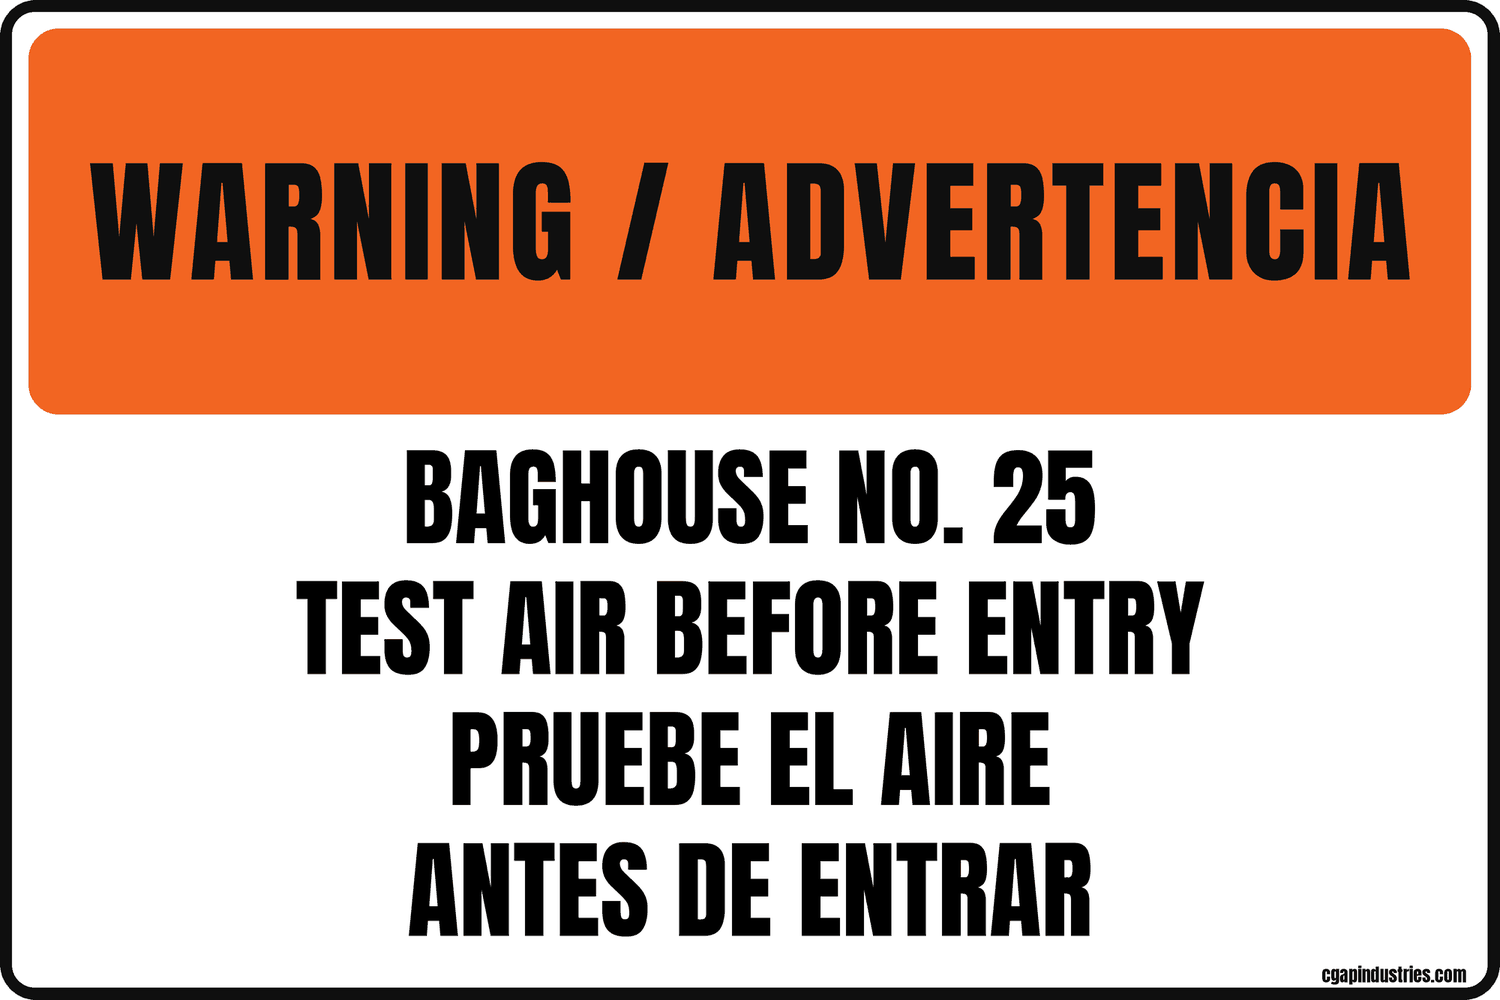 WARNING / ADVERTENCIA
BAGHOUSE NO. 25
TEST AIR BEFORE ENTRY
PRUEBE EL AIRE
ANTES DE ENTRAR
cgapindustries.com